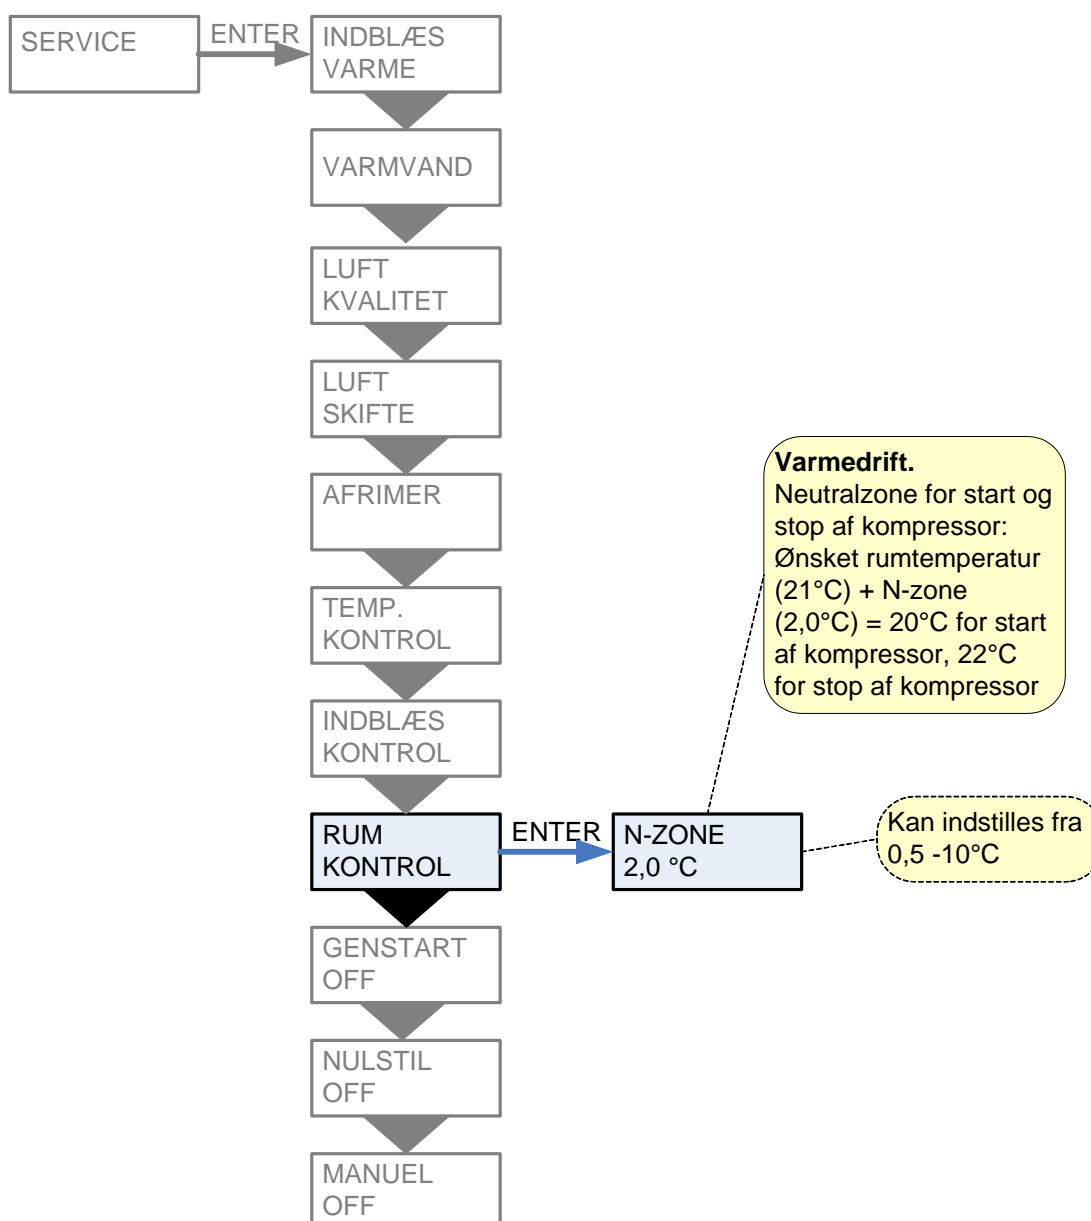 SERVICE
ENTER
INDBLÆS
VARME
VARMVAND
LUFT
KVALITET
LUFT
SKIFTE
AFRIMER
TEMP.
KONTROL
INDBLÆS
KONTROL
Varmedrift.
Neutralzone for start og
stop af kompressor:
Ønsket rumtemperatur
(21°C) + N-zone
(2,0°C) = 20°C for start
af kompressor, 22°C
for stop af kompressor
RUM
KONTROL
ENTER
N-ZONE
2,0 °C
Kan indstilles fra
0,5 -10°C
GENSTART
OFF
NULSTIL
OFF
MANUEL
OFF